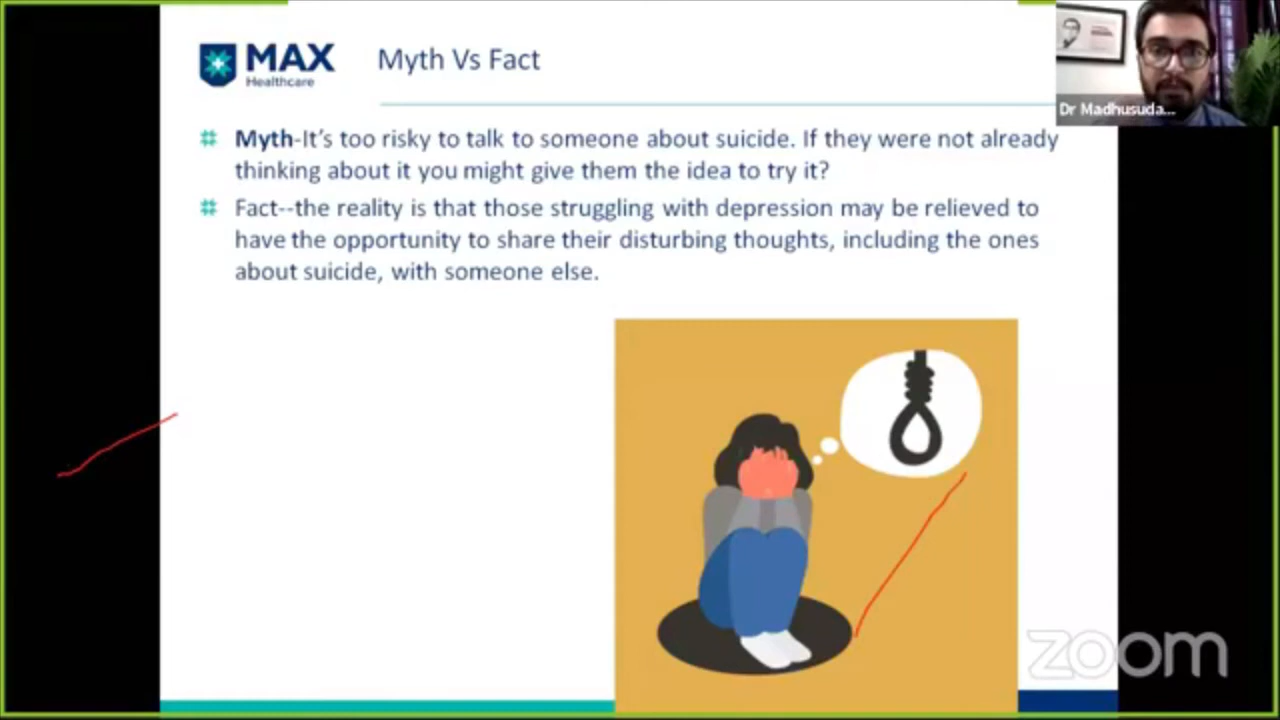 MAX
Healthcare
Myth Vs Fact
Dr Madhusuda...
# Myth-It's too risky to talk to someone about suicide. If they were not already
thinking about it you might give them the idea to try it?
# Fact--the reality is that those struggling with depression may be relieved to
have the opportunity to share their disturbing thoughts, including the ones
about suicide, with someone else.
zoom